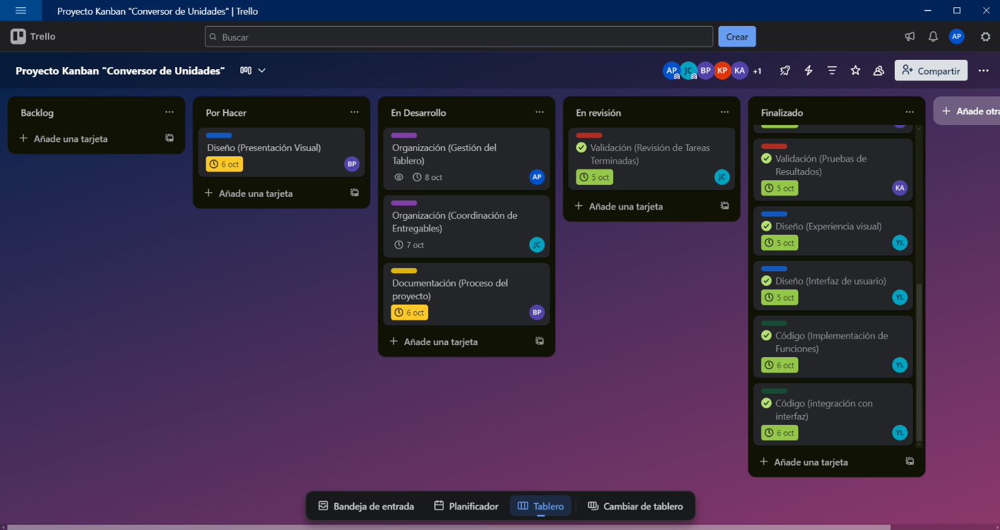 Proyecto Kanban "Conversor de Unidades" | Trello
Trello
Buscar
Crear
AP
Proyecto Kanban "Conversor de Unidades"
AP
JC
BP
KP
KA
+1
Compartir
Backlog
Añade una tarjeta
Por Hacer
Diseño (Presentación Visual)
6 oct
BP
Añade una tarjeta
En Desarrollo
Organización (Gestión del
Tablero)
8 oct
AP
Organización (Coordinación de
Entregables)
7 oct
JC
Documentación (Proceso del
proyecto)
6 oct
BP
Añade una tarjeta
En revisión
Validación (Revisión de Tareas
Terminadas)
5 oct
JC
Añade una tarjeta
Finalizado
Validación (Pruebas de
Resultados)
5 oct
KA
Diseño (Experiencia visual)
5 oct
YL
Diseño (Interfaz de usuario)
5 oct
YL
Código (Implementación de
Funciones)
6 oct
YL
Código (integración con
interfaz)
6 oct
YL
Añade una tarjeta
Añade otra
Bandeja de entrada
Planificador
Tablero
Cambiar de tablero